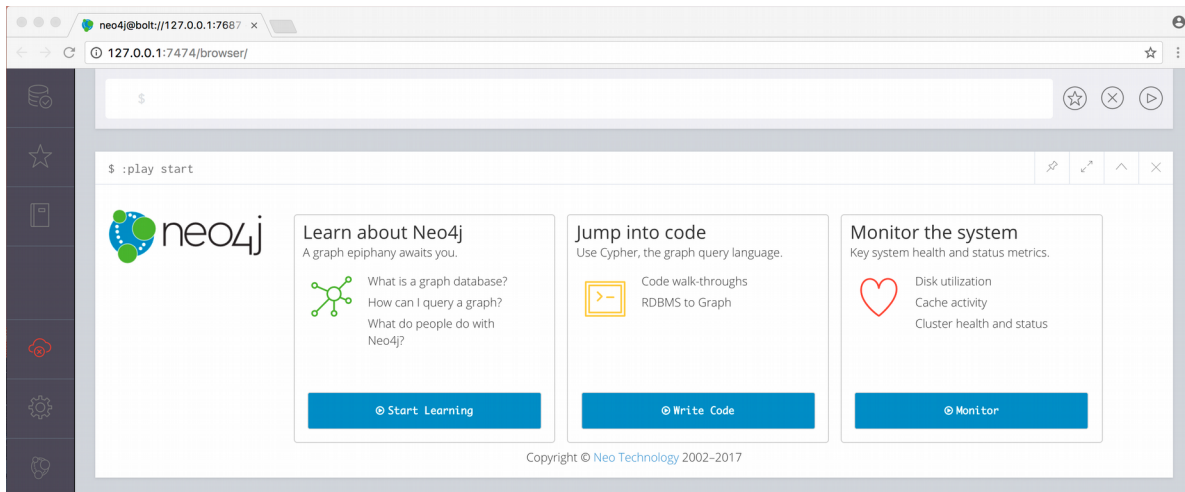 neo4j@bolt://127.0.0.1:7687
127.0.0.1:7474/browser/
$
$ :play start
neo4j
Learn about Neo4j
A graph epiphany awaits you.
What is a graph database?
How can I query a graph?
What do people do with
Neo4j?
Start Learning
Jump into code
Use Cypher, the graph query language.
Code walk-throughs
RDBMS to Graph
Write Code
Monitor the system
Key system health and status metrics.
Disk utilization
Cache activity
Cluster health and status
Monitor
Copyright © Neo Technology 2002–2017